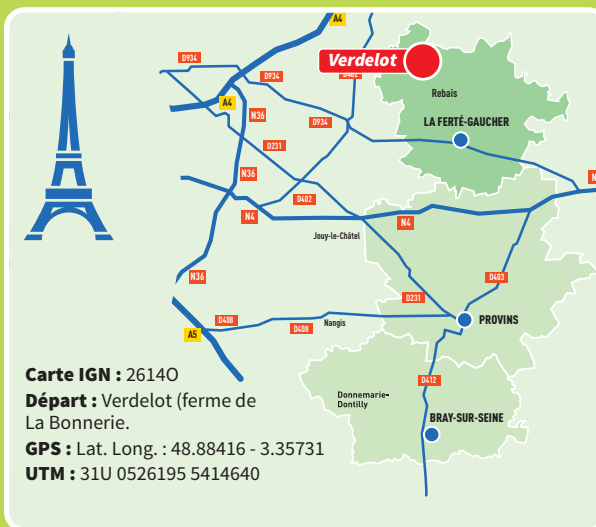 A4
D934
Verdelot
D402
D934
Rebais
A4
N36
D934
LA FERTÉ-GAUCHER
D231
N36
D402
N4
N4
Jouy-le-Châtel
N36
D403
D231
D408
D408
Nangis
PROVINS
A5
D412
Carte IGN : 2614O
Départ : Verdelot (ferme de
La Bonnerie.
GPS : Lat. Long. : 48.88416 - 3.35731
UTM : 31U 0526195 5414640
Donnemarie-
Dontilly
BRAY-SUR-SEINE